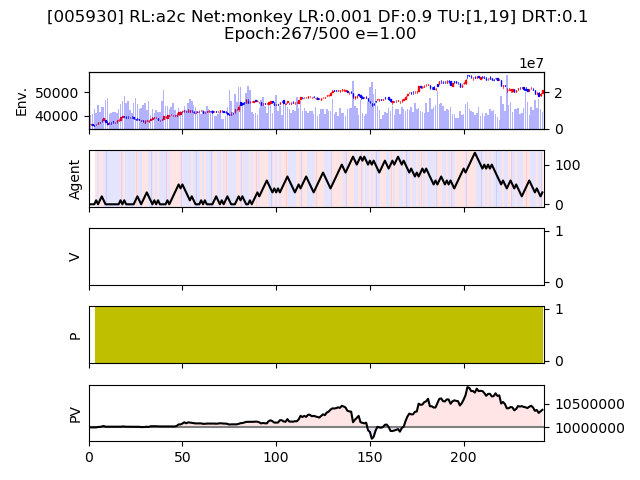 [005930] RL:a2c Net:monkey LR:0.001 DF:0.9 TU:[1,19] DRT:0.1
Epoch:267/500 e=1.00
1e7
Env.
50000
40000
2
0
Agent
100
0
V
1
0
P
1
0
PV
10500000
10000000
0 50 100 150 200